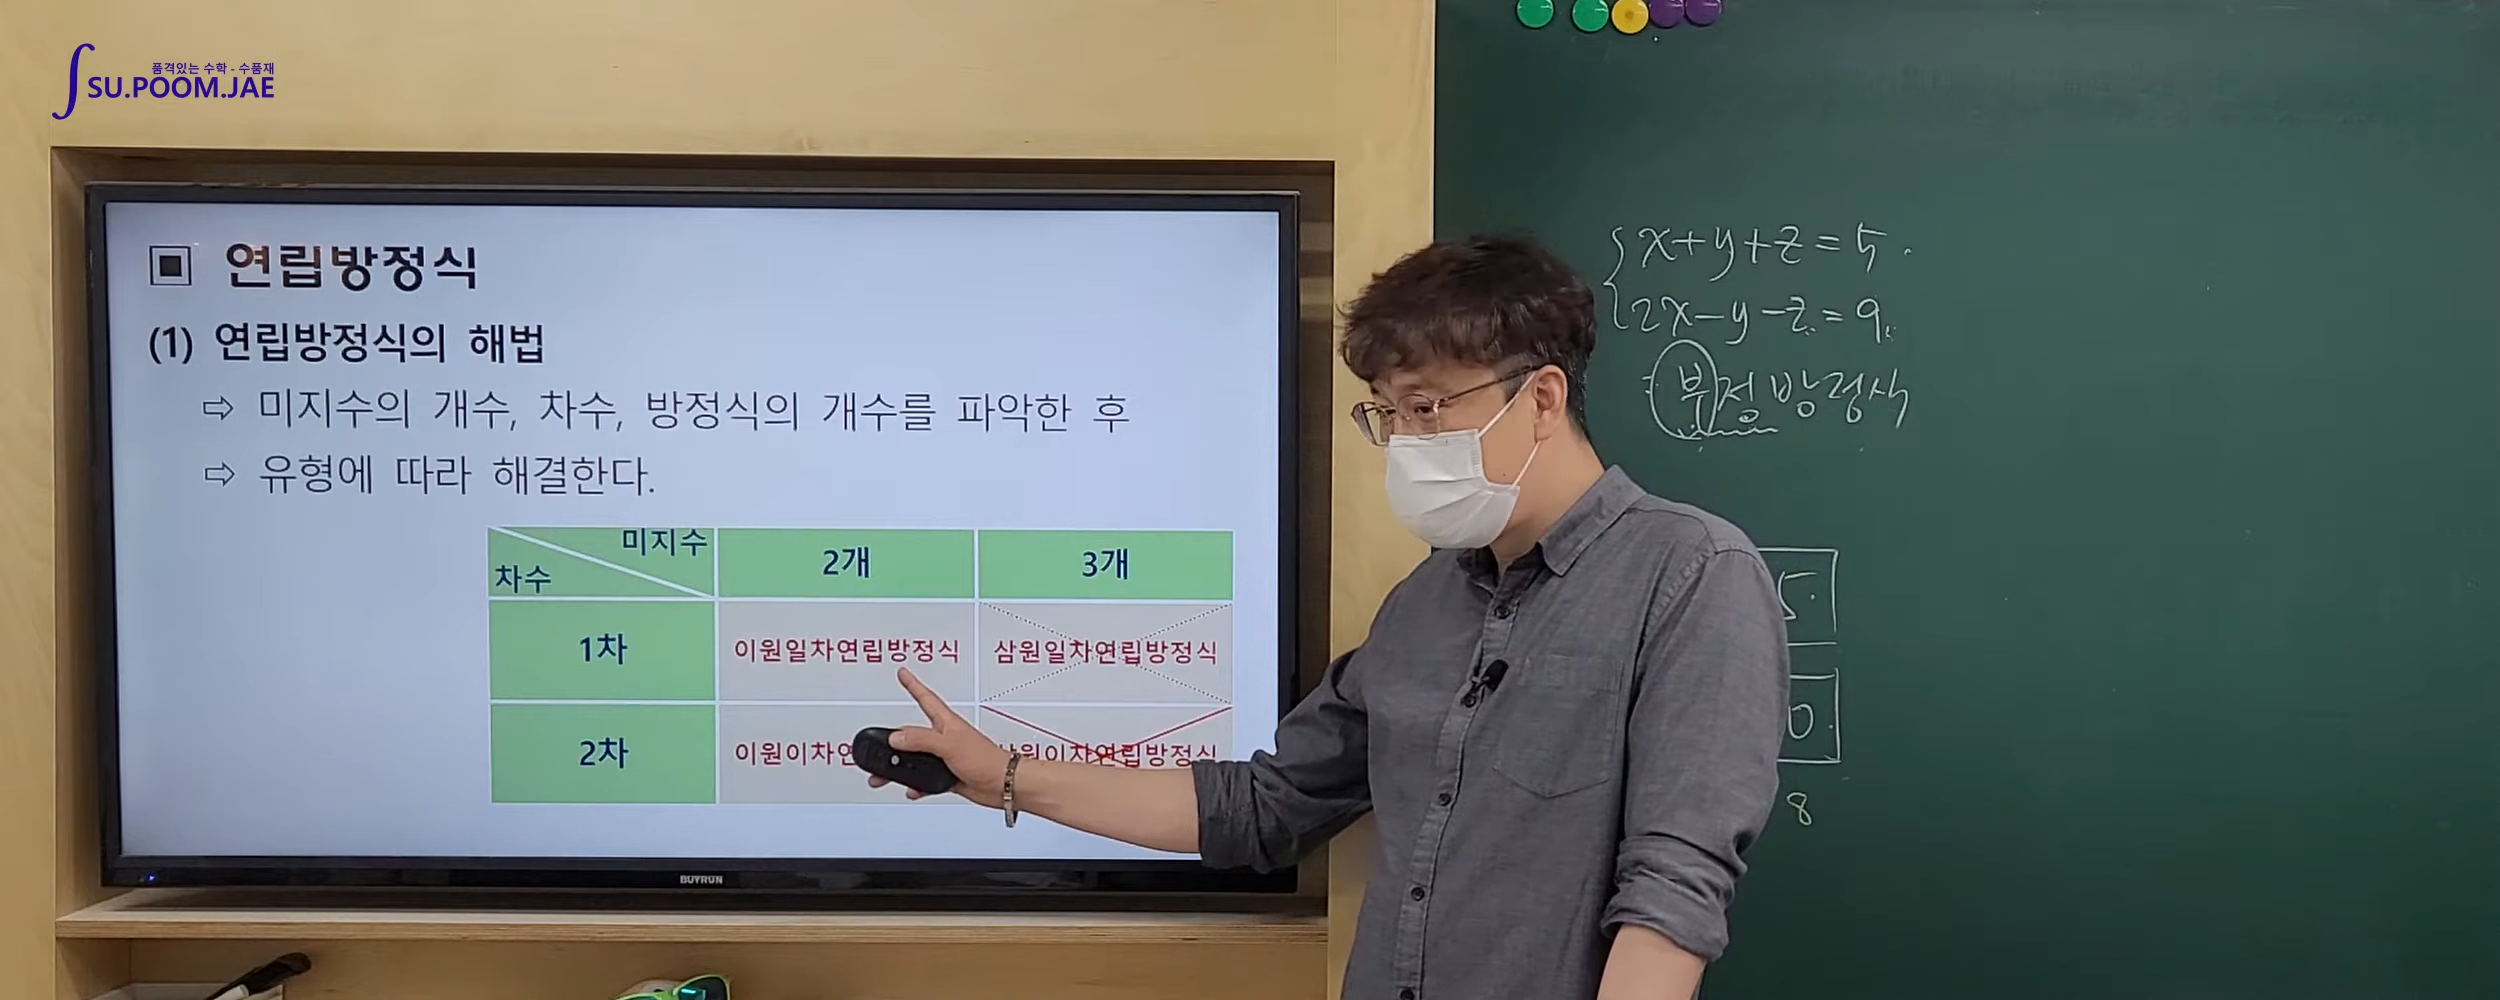 품격있는 수학 - 수품재
SU.POOM.JAE
▣ 연립방정식
(1) 연립방정식의 해법
⇨ 미지수의 개수, 차수, 방정식의 개수를 파악한 후
⇨ 유형에 따라 해결한다.
미지수
차수
2개
3개
1차
이원일차연립방정식
삼원일차연립방정식
2차
이원이차연
삼원이차연립방정식
BUYRUN
x+y+z=5.
2x-y-z=9.
부정방정식
5.
0.
8